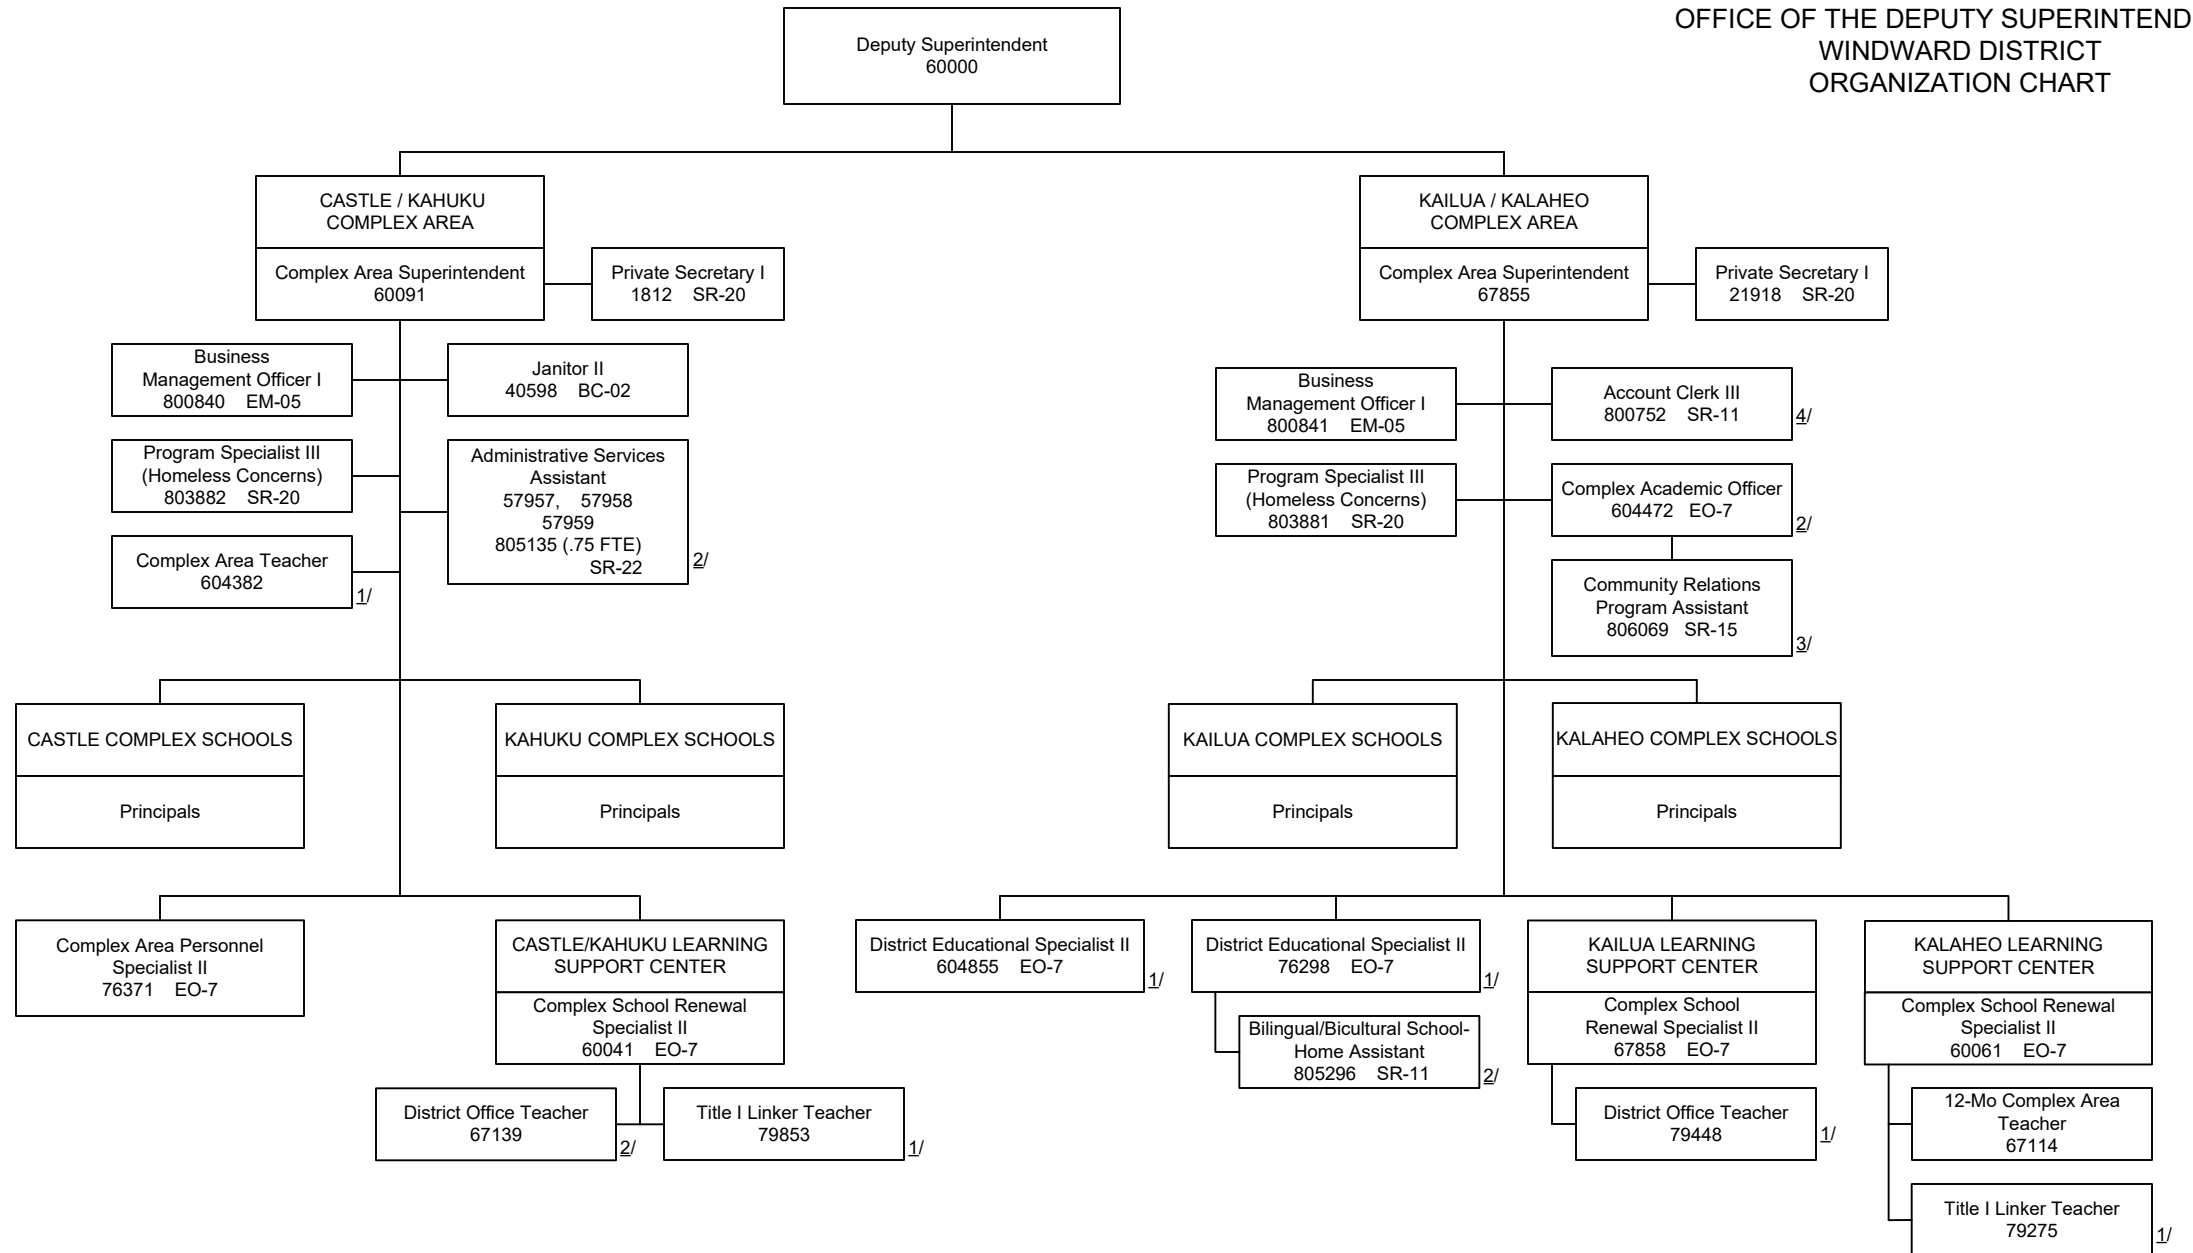 OFFICE OF THE DEPUTY SUPERINTEND
WINDWARD DISTRICT
ORGANIZATION CHART
Deputy Superintendent
60000
CASTLE / KAHUKU
COMPLEX AREA
Complex Area Superintendent
60091
Private Secretary I
1812 SR-20
Business
Management Officer I
800840 EM-05
Janitor II
40598 BC-02
Program Specialist III
(Homeless Concerns)
803882 SR-20
Administrative Services
Assistant
57957, 57958
57959
805135 (.75 FTE)
SR-22
2/
Complex Area Teacher
604382
1/
CASTLE COMPLEX SCHOOLS
Principals
KAHUKU COMPLEX SCHOOLS
Principals
Complex Area Personnel
Specialist II
76371 EO-7
CASTLE/KAHUKU LEARNING
SUPPORT CENTER
Complex School Renewal
Specialist II
60041 EO-7
District Office Teacher
67139
2/
Title I Linker Teacher
79853
1/
KAILUA / KALAHEO
COMPLEX AREA
Complex Area Superintendent
67855
Private Secretary I
21918 SR-20
Business
Management Officer I
800841 EM-05
Account Clerk III
800752 SR-11
4/
Program Specialist III
(Homeless Concerns)
803881 SR-20
Complex Academic Officer
604472 EO-7
2/
Community Relations
Program Assistant
806069 SR-15
3/
KAILUA COMPLEX SCHOOLS
Principals
KALAHEO COMPLEX SCHOOLS
Principals
District Educational Specialist II
604855 EO-7
1/
District Educational Specialist II
76298 EO-7
1/
Bilingual/Bicultural School-
Home Assistant
805296 SR-11
2/
KAILUA LEARNING
SUPPORT CENTER
Complex School
Renewal Specialist II
67858 EO-7
District Office Teacher
79448
1/
KALAHEO LEARNING
SUPPORT CENTER
Complex School Renewal
Specialist II
60061 EO-7
12-Mo Complex Area
Teacher
67114
Title I Linker Teacher
79275
1/